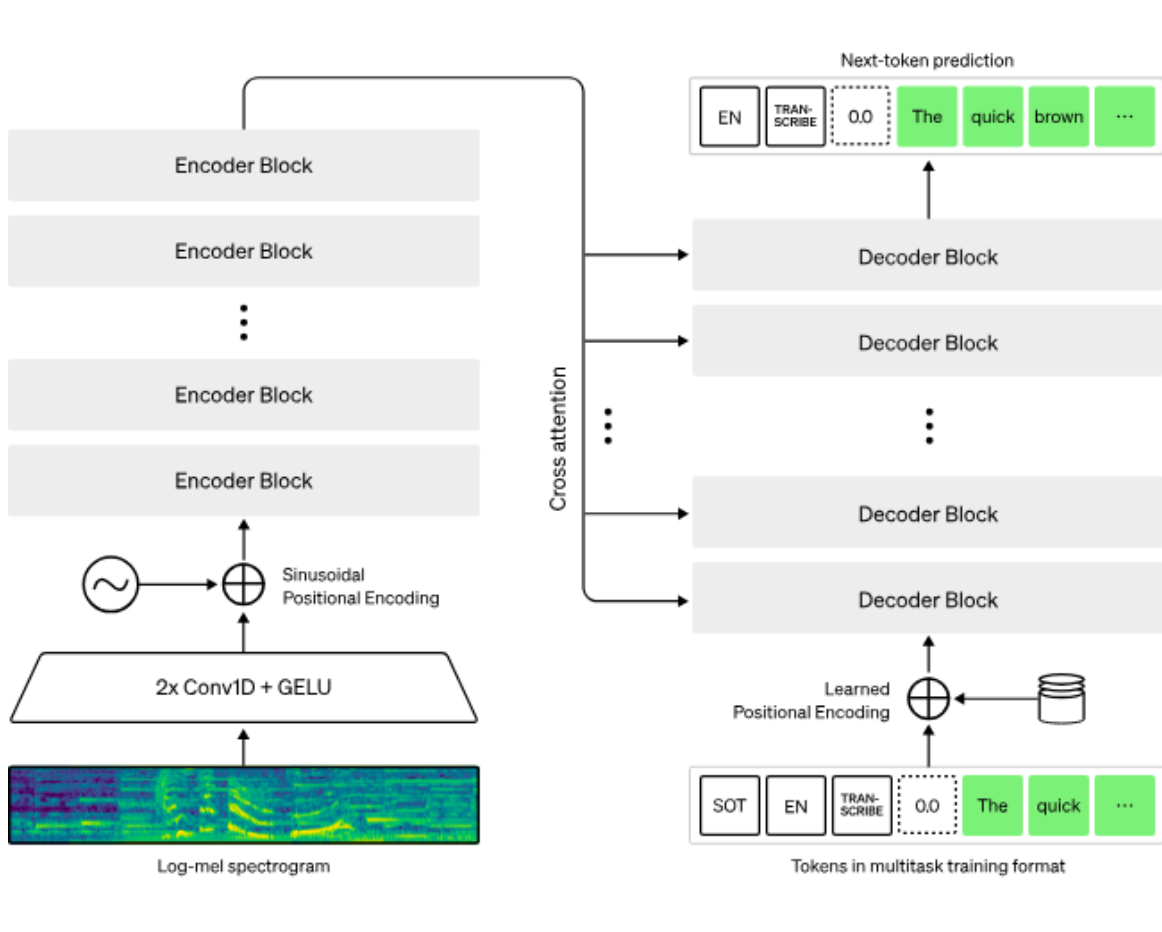 Next-token prediction
EN
TRAN-
SCRIBE
0.0
The
quick
brown
...
Encoder Block
Encoder Block
Encoder Block
Encoder Block
Sinusoidal
Positional Encoding
2x Conv1D + GELU
Log-mel spectrogram
Cross attention
Decoder Block
Decoder Block
Decoder Block
Decoder Block
Learned
Positional Encoding
SOT
EN
TRAN-
SCRIBE
0.0
The
quick
...
Tokens in multitask training format